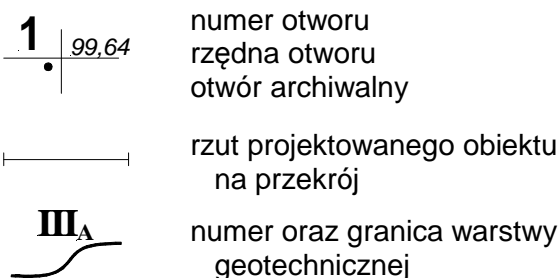 1 99,64 numer otworu
rzędna otworu
otwór archiwalny
rzut projektowanego obiektu
na przekrój
III_A numer oraz granica warstwy
geotechnicznej